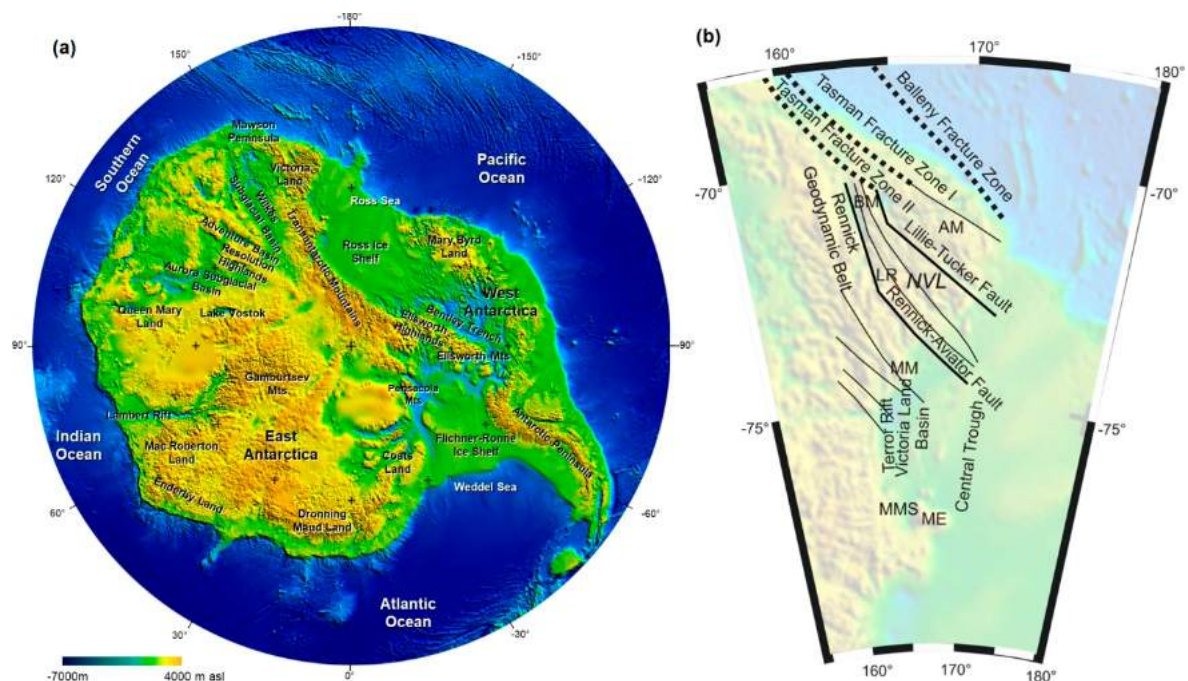 (a)
-180°
150°
-150°
Mawson
Peninsula
Southern
Ocean
Victoria
Land
Pacific
Ocean
120°
-120°
Wilkes
Subglacial Basin
Ross Sea
Transantarctic Mountains
Adventure Basin
Resolution
Highlands
Ross Ice
Shelf
Mary Byrd
Land
Aurora Subglacial
Basin
West
Antarctica
Queen Mary
Land
Lake Vostok
Bentley Trench
Ellsworth
Highlands
90°
-90°
Ellsworth Mts.
Gamburtsev
Mts.
Pensacola
Mts.
Lambert Rift
Antarctic Peninsula
Indian
Ocean
Mac Roberton
Land
East
Antarctica
Flichner-Ronne
Ice Shelf
Coats
Land
Weddel Sea
Enderby Land
60°
-60°
Dronning
Maud Land
Atlantic
Ocean
30°
-30°
0°
-7000m
4000 m asl
(b)
160°
170°
180°
Tasman Fracture Zone I
Tasman Fracture Zone II
Balleny Fracture Zone
-70°
-70°
Geodynamic Belt
Rennick
BM
AM
Lillie-Tucker Fault
LR
NVL
Rennick-Aviator Fault
MM
-75°
-75°
Terror Rift
Victoria Land
Basin
Central Trough
MMS
ME
160°
170°
180°